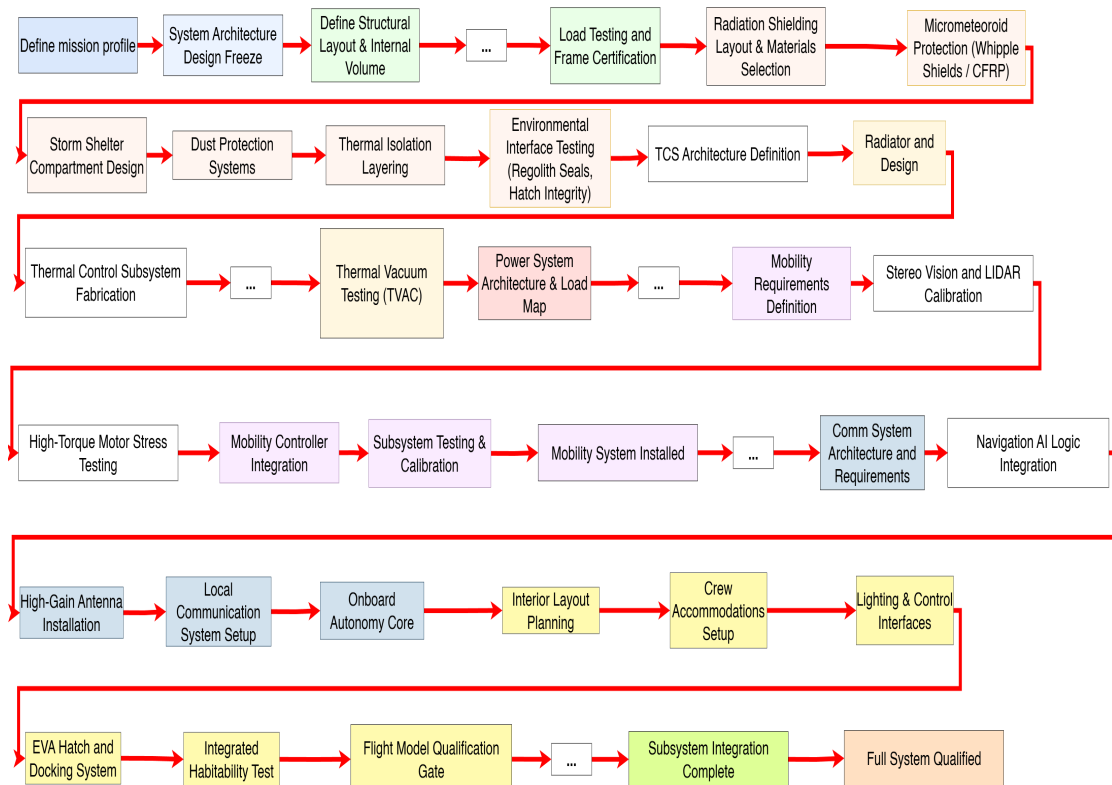 Define mission profile
System Architecture
Design Freeze
Define Structural
Layout & Internal
Volume
...
Load Testing and
Frame Certification
Radiation Shielding
Layout & Materials
Selection
Micrometeoroid
Protection (Whipple
Shields / CFRP)
Storm Shelter
Compartment Design
Dust Protection
Systems
Thermal Isolation
Layering
Environmental
Interface Testing
(Regolith Seals,
Hatch Integrity)
TCS Architecture Definition
Radiator and
Design
Thermal Control Subsystem
Fabrication
...
Thermal Vacuum
Testing (TVAC)
Power System
Architecture & Load
Map
...
Mobility
Requirements
Definition
Stereo Vision and LIDAR
Calibration
High-Torque Motor Stress
Testing
Mobility Controller
Integration
Subsystem Testing &
Calibration
Mobility System Installed
...
Comm System
Architecture and
Requirements
Navigation AI Logic
Integration
High-Gain Antenna
Installation
Local
Communication
System Setup
Onboard
Autonomy Core
Interior Layout
Planning
Crew
Accommodations
Setup
Lighting & Control
Interfaces
EVA Hatch and
Docking System
Integrated
Habitability Test
Flight Model Qualification
Gate
...
Subsystem Integration
Complete
Full System Qualified